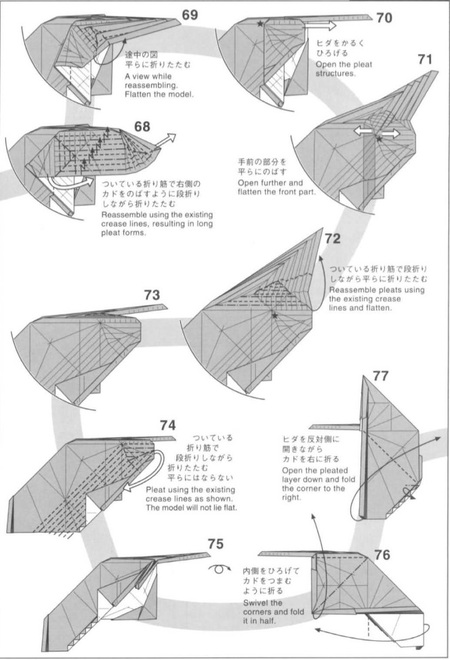 69
途中の図
平らに折りたたむ
A view while
reassembling.
Flatten the model.
70
ヒダをかるく
ひろげる
Open the pleat
structures.
71
手前の部分を
平らにのばす
Open further and
flatten the front part.
68
ついている折り筋で右側の
カドをのばすように段折り
しながら折りたたむ
Reassemble using the existing
crease lines, resulting in long
pleat forms.
72
ついている折り筋で段折り
しながら平らに折りたたむ
Reassemble pleats using
the existing crease
lines and flatten.
73
74
ついている
折り筋で
段折りしながら
折りたたむ
平らにはならない
Pleat using the existing
crease lines as shown.
The model will not lie flat.
77
ヒダを反対側に
開きながら
カドを右に折る
Open the pleated
layer down and fold
the corner to the
right.
75
76
内側をひろげて
カドをつまむ
ように折る
Swivel the
corners and fold
it in half.